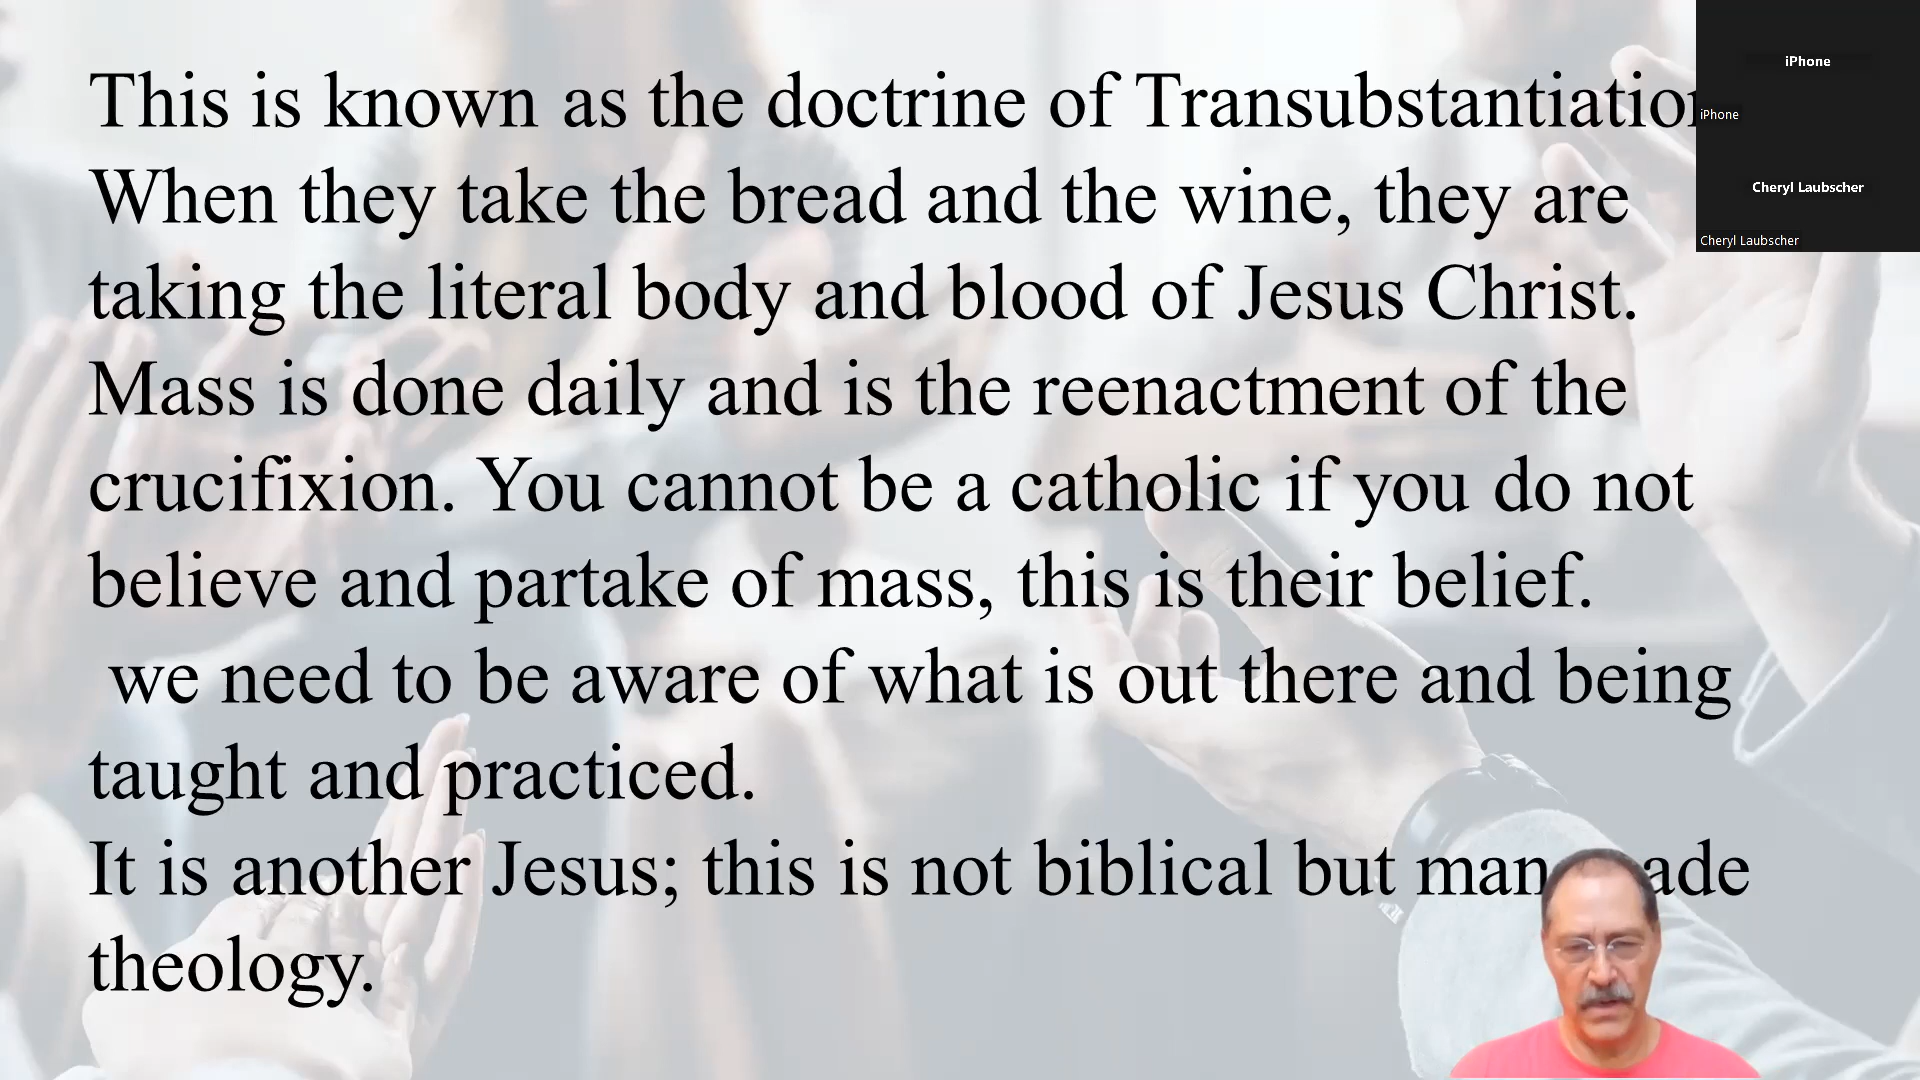 This is known as the doctrine of Transubstantiation
When they take the bread and the wine, they are
taking the literal body and blood of Jesus Christ.
Mass is done daily and is the reenactment of the
crucifixion. You cannot be a catholic if you do not
believe and partake of mass, this is their belief.
we need to be aware of what is out there and being
taught and practiced.
It is another Jesus; this is not biblical but man
theology.
iPhone
iPhone
Cheryl Laubscher
Cheryl Laubscher